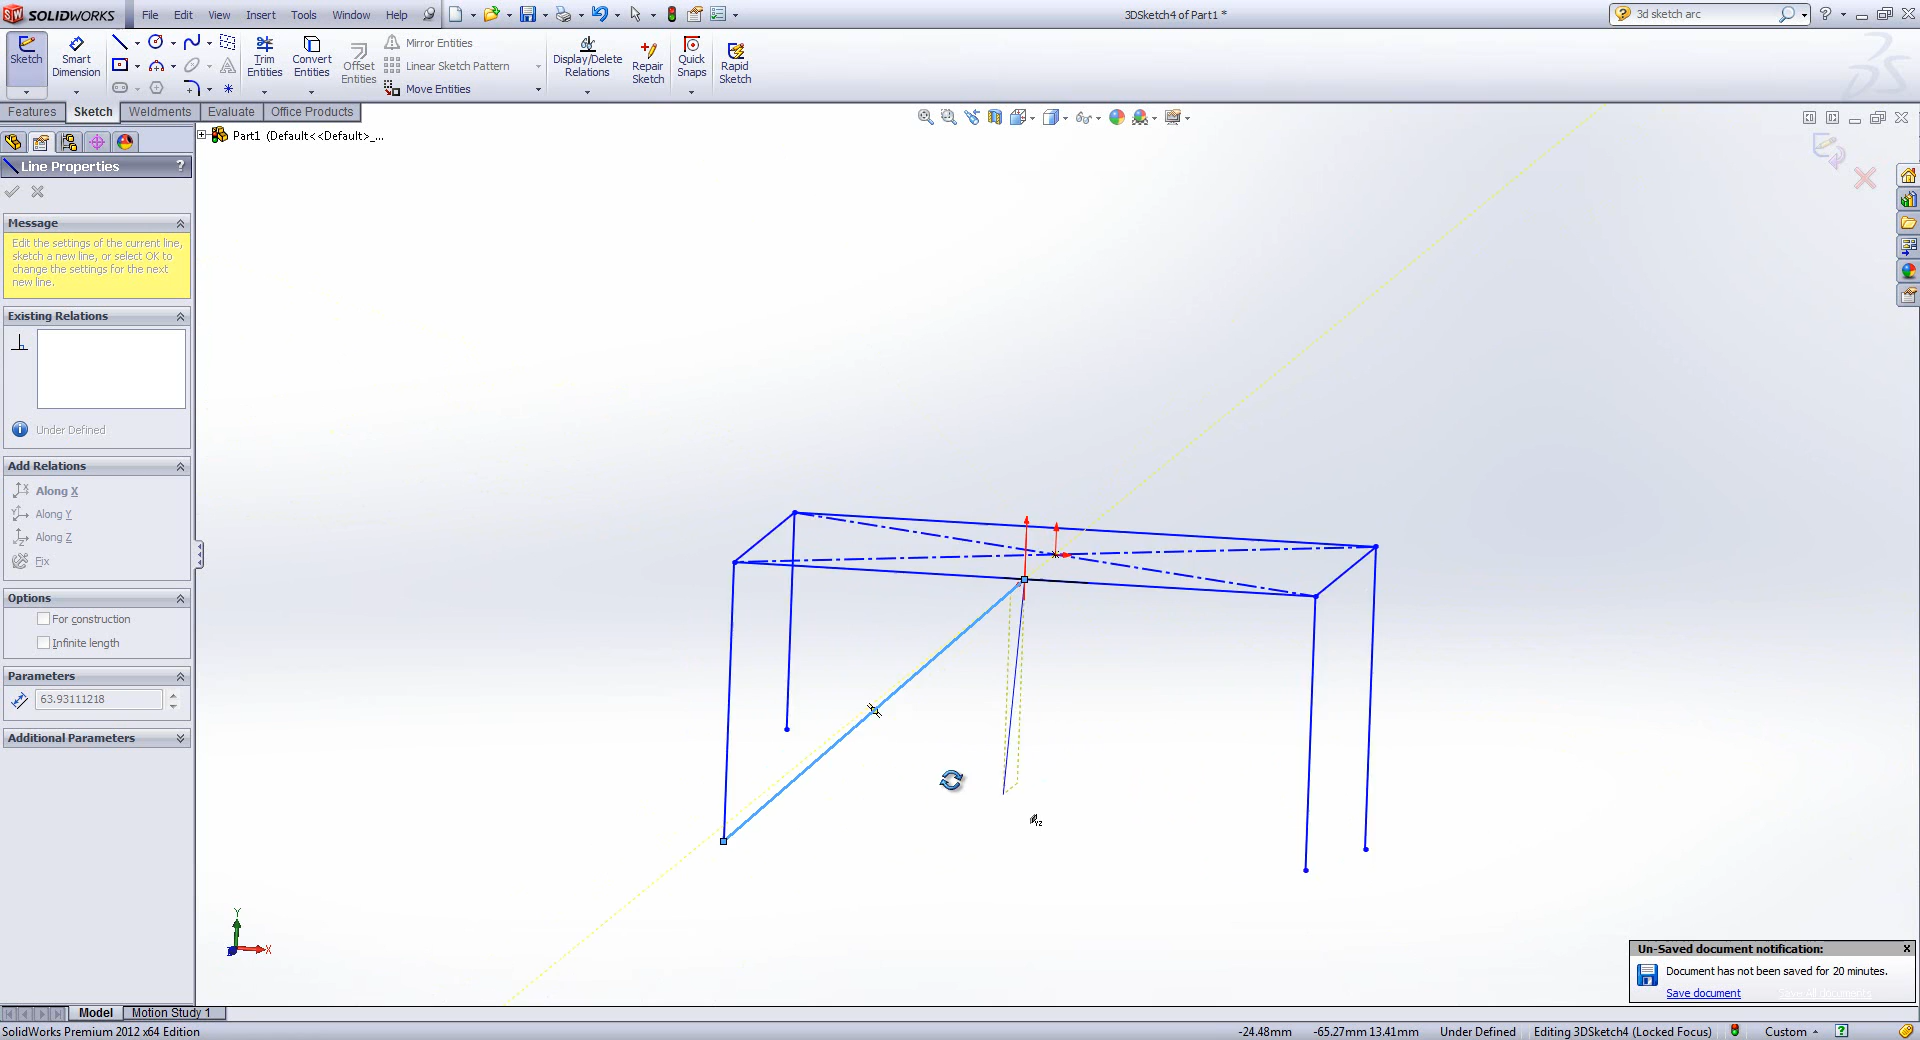 SW SOLIDWORKS File Edit View Insert Tools Window Help 3DSketch4 of Part1 * 3d sketch arc ?
Sketch Smart Dimension Trim Entities Convert Entities Offset Entities Mirror Entities Linear Sketch Pattern Move Entities Display/Delete Relations Repair Sketch Quick Snaps Rapid Sketch
Features Sketch Weldments Evaluate Office Products
Part1 (Default<<Default>_...
Line Properties ?
Message
Edit the settings of the current line,
sketch a new line, or select OK to
change the settings for the next
new line.
Existing Relations
Under Defined
Add Relations
Along X
Along Y
Along Z
Fix
Options
For construction
Infinite length
Parameters
63.93111218
Additional Parameters
YZ
Y
X
Un-Saved document notification: x
Document has not been saved for 20 minutes.
Save document Save All documents
Model Motion Study 1
SolidWorks Premium 2012 x64 Edition -24.48mm -65.27mm 13.41mm Under Defined Editing 3DSketch4 (Locked Focus) Custom ?